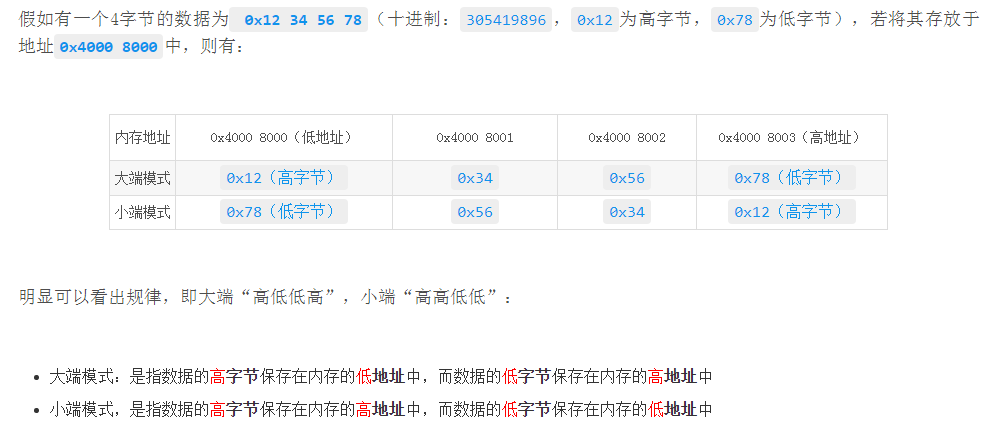 假如有一个4字节的数据为 0x12 34 56 78（十进制：305419896，0x12为高字节，0x78为低字节），若将其存放于
地址0x4000 8000中，则有：
内存地址 0x4000 8000（低地址） 0x4000 8001 0x4000 8002 0x4000 8003（高地址）
大端模式 0x12（高字节） 0x34 0x56 0x78（低字节）
小端模式 0x78（低字节） 0x56 0x34 0x12（高字节）
明显可以看出规律，即大端“高低低高”，小端“高高低低”：
• 大端模式：是指数据的高字节保存在内存的低地址中，而数据的低字节保存在内存的高地址中
• 小端模式，是指数据的高字节保存在内存的高地址中，而数据的低字节保存在内存的低地址中